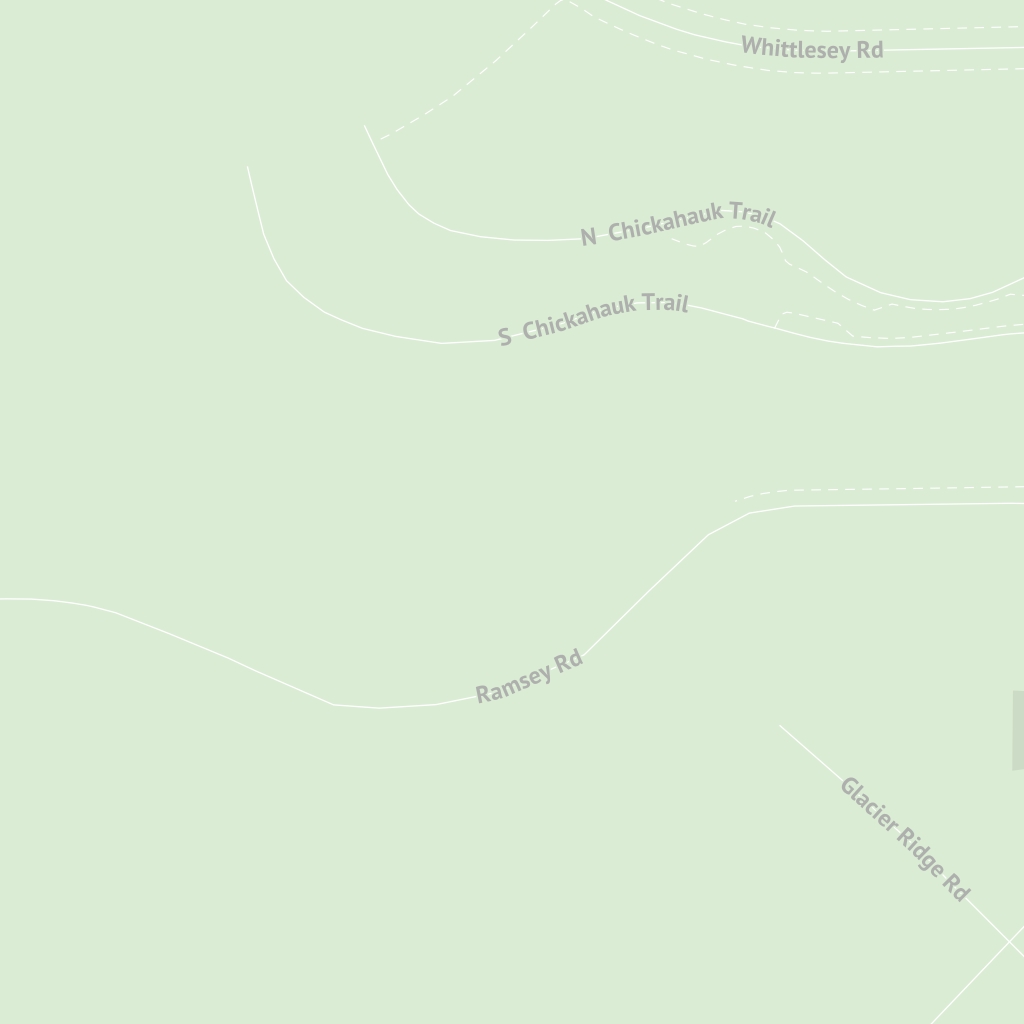 Whittlesey Rd
N Chickahauk Trail
S Chickahauk Trail
Ramsey Rd
Glacier Ridge Rd